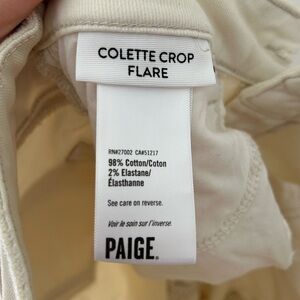 COLETTE CROP
FLARE
RN#27002 CA#51217
98% Cotton/Coton
2% Elastane/
Élasthanne
See care on reverse.
Voir le soin sur l'inverse.
PAIGE.